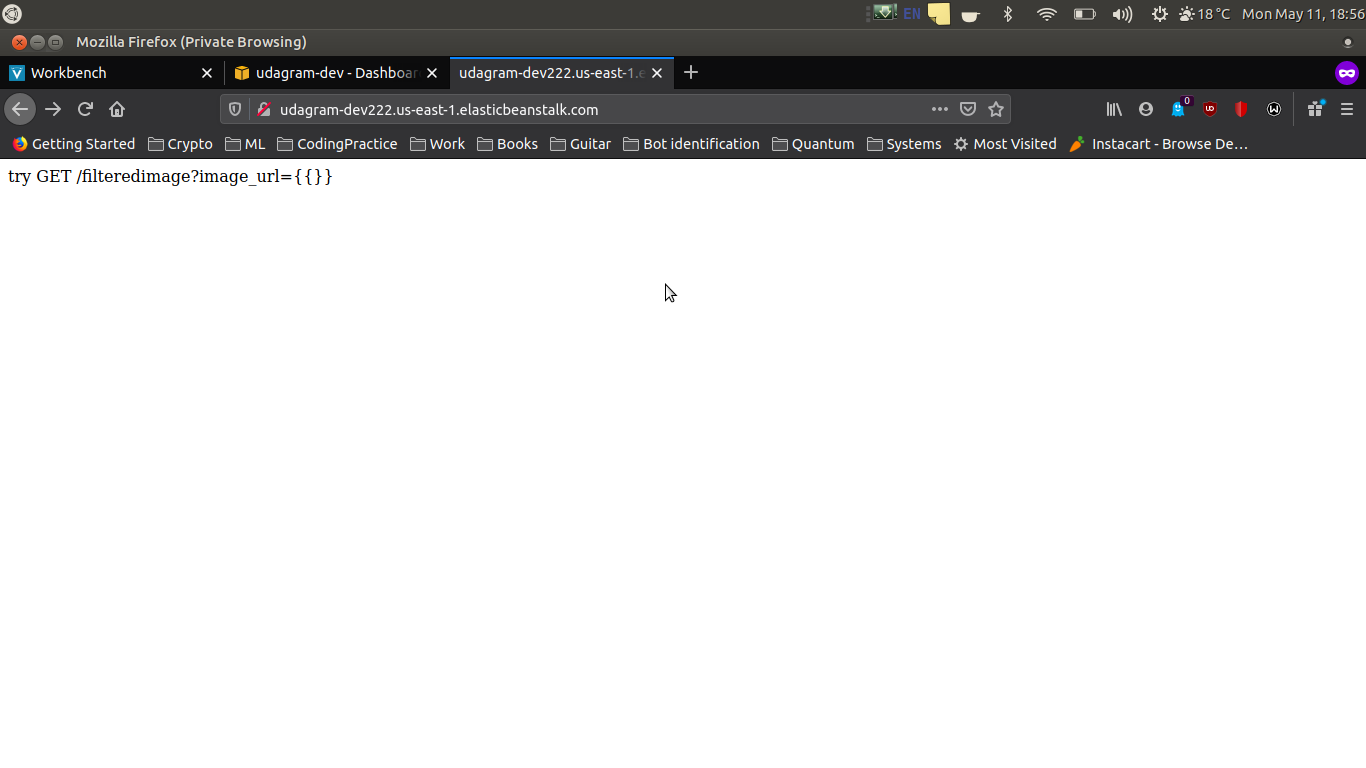 EN
18 °C
Mon May 11, 18:56
Mozilla Firefox (Private Browsing)
Workbench
udagram-dev - Dashboar
udagram-dev222.us-east-1.e
udagram-dev222.us-east-1.elasticbeanstalk.com
0
UD
W
Getting Started
Crypto
ML
CodingPractice
Work
Books
Guitar
Bot identification
Quantum
Systems
Most Visited
Instacart - Browse De...
try GET /filteredimage?image_url={{}}